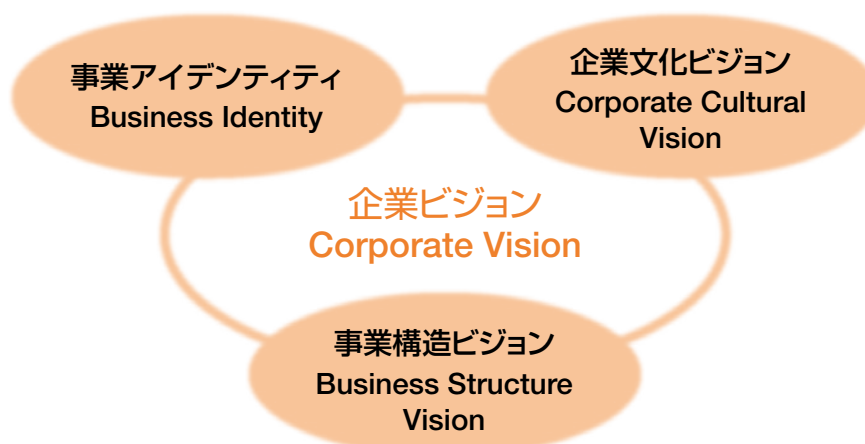 事業アイデンティティ
Business Identity
企業文化ビジョン
Corporate Cultural
Vision
企業ビジョン
Corporate Vision
事業構造ビジョン
Business Structure
Vision